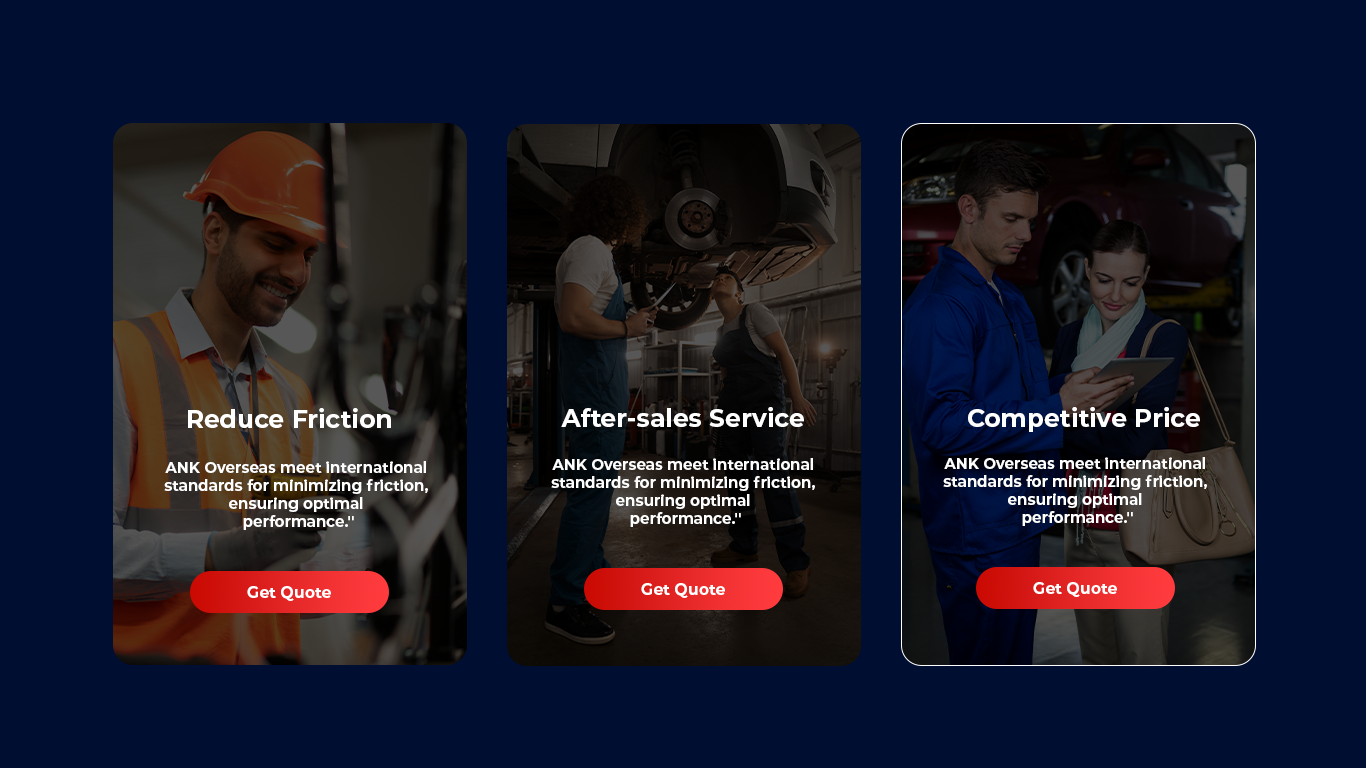 Reduce Friction
ANK Overseas meet international
standards for minimizing friction,
ensuring optimal
performance."
Get Quote
After-sales Service
ANK Overseas meet international
standards for minimizing friction,
ensuring optimal
performance."
Get Quote
Competitive Price
ANK Overseas meet international
standards for minimizing friction,
ensuring optimal
performance."
Get Quote